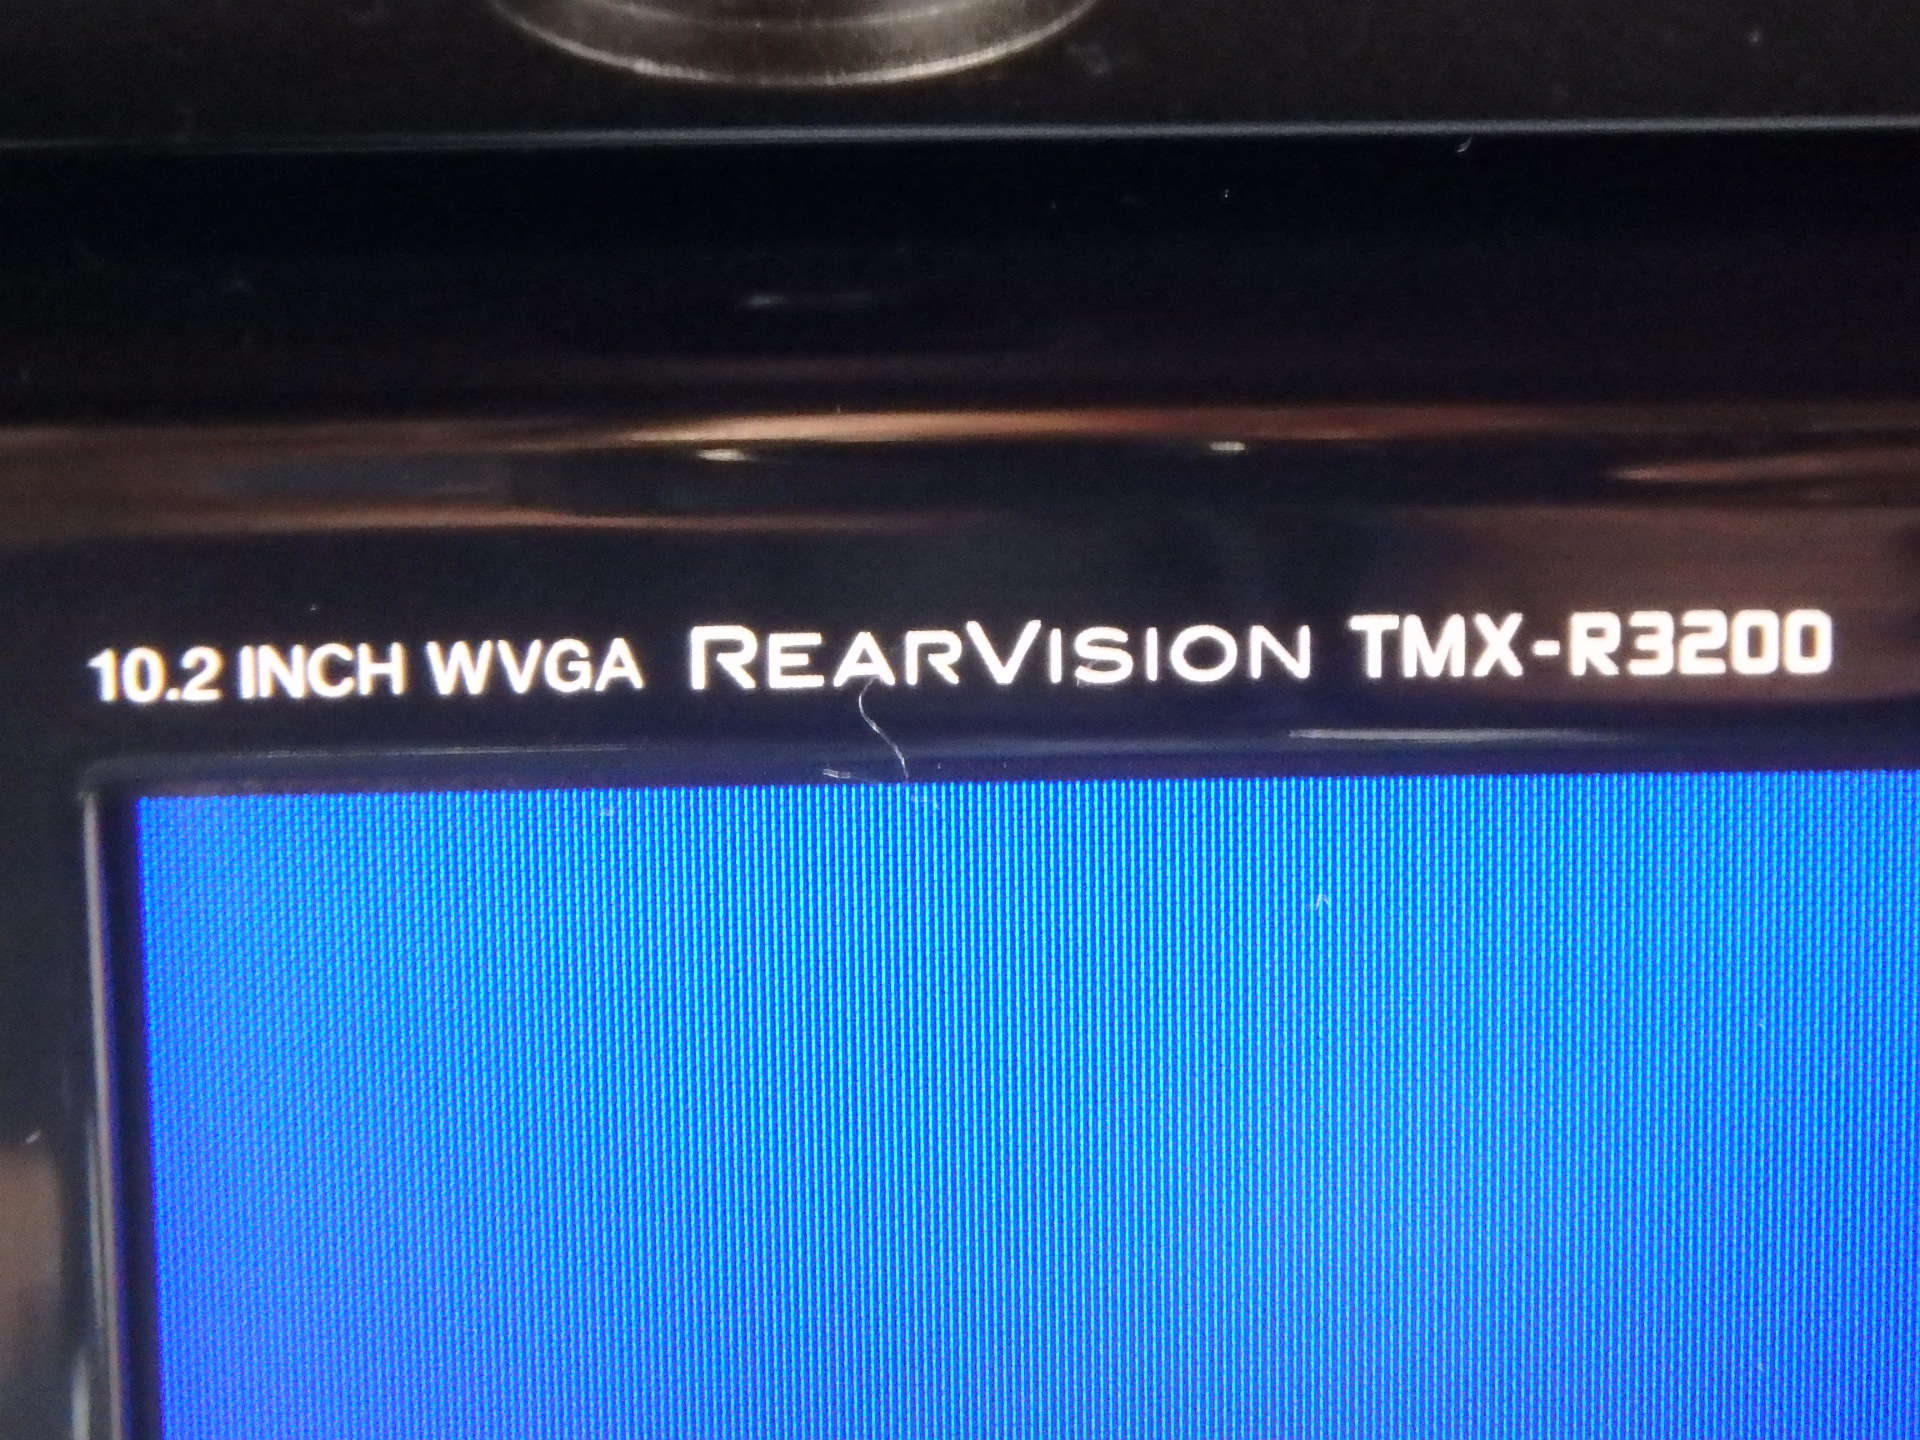 10.2 INCH WVGA REARVISION TMX-R3200